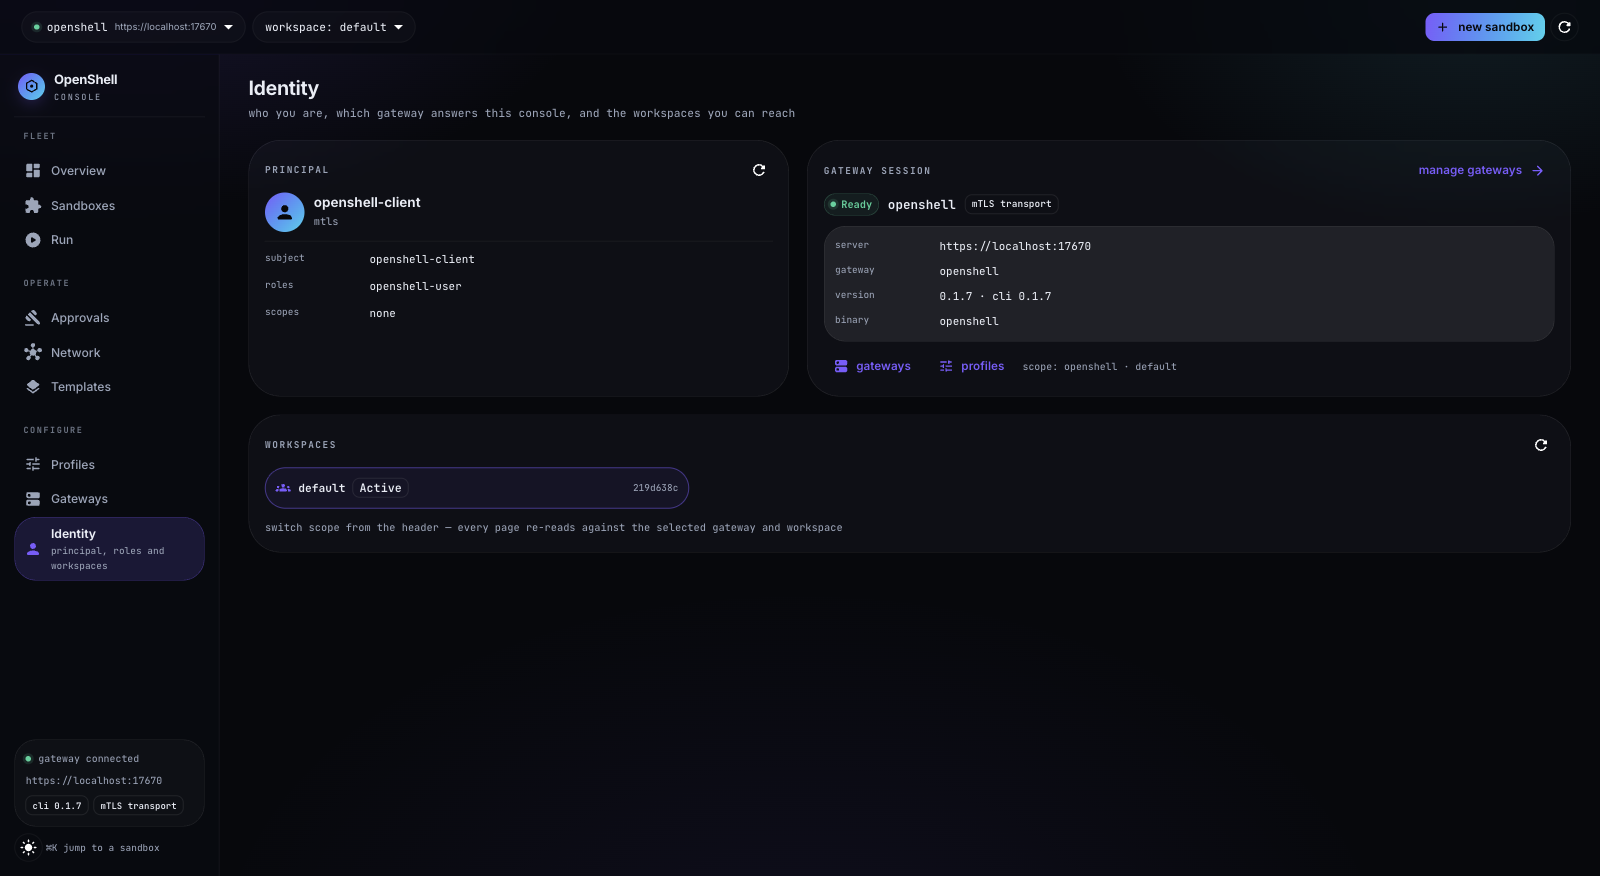 openshell https://localhost:17670
workspace: default
new sandbox
OpenShell
CONSOLE
FLEET
Overview
Sandboxes
Run
OPERATE
Approvals
Network
Templates
CONFIGURE
Profiles
Gateways
Identity
principal, roles and
workspaces
gateway connected
https://localhost:17670
cli 0.1.7 mTLS transport
⌘K jump to a sandbox
Identity
who you are, which gateway answers this console, and the workspaces you can reach
PRINCIPAL
openshell-client
mtls
subject openshell-client
roles openshell-user
scopes none
GATEWAY SESSION
manage gateways
Ready openshell mTLS transport
server https://localhost:17670
gateway openshell
version 0.1.7 · cli 0.1.7
binary openshell
gateways profiles scope: openshell · default
WORKSPACES
default Active 219d638c
switch scope from the header — every page re-reads against the selected gateway and workspace